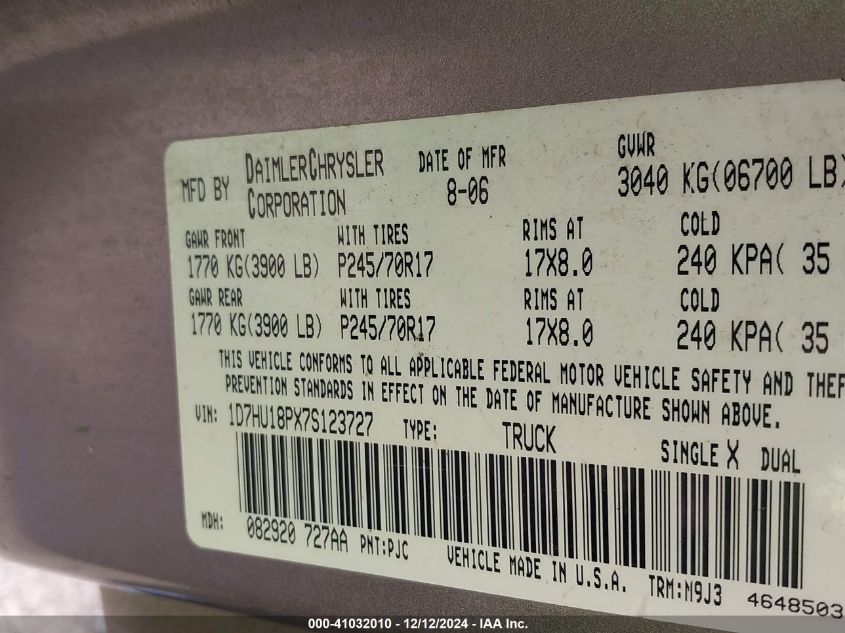 MFD BY DAIMLERCHRYSLER CORPORATION DATE OF MFR 8-06 GVWR 3040 KG(06700 LB)
GAWR FRONT WITH TIRES RIMS AT COLD
1770 KG(3900 LB) P245/70R17 17X8.0 240 KPA( 35
GAWR REAR WITH TIRES RIMS AT COLD
1770 KG(3900 LB) P245/70R17 17X8.0 240 KPA( 35
THIS VEHICLE CONFORMS TO ALL APPLICABLE FEDERAL MOTOR VEHICLE SAFETY AND THEF
PREVENTION STANDARDS IN EFFECT ON THE DATE OF MANUFACTURE SHOWN ABOVE.
VIN: 1D7HU18PX7S123727 TYPE: TRUCK SINGLE X DUAL
MDH: 082920 727AA PNT:PJC VEHICLE MADE IN U.S.A. TRM:M9J3 4648503
000-41032010 - 12/12/2024 - © IAA Inc.